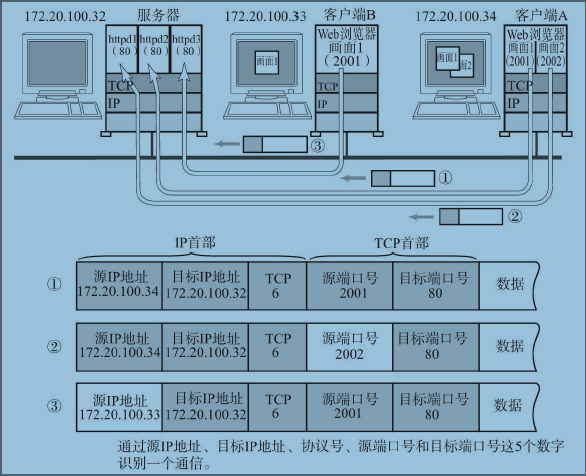 172.20.100.32 服务器 172.20.100.33 客户端B 172.20.100.34 客户端A
httpd1 httpd2 httpd3
(80) (80) (80)
Web浏览器
画面1
(2001)
Web浏览器
画面1 画面2
(2001) (2002)
画面1
画面1
画面2
TCP
IP
TCP
IP
TCP
IP
③
①
②
IP首部 TCP首部
① 源IP地址 目标IP地址 TCP 源端口号 目标端口号 数据
172.20.100.34 172.20.100.32 6 2001 80
② 源IP地址 目标IP地址 TCP 源端口号 目标端口号 数据
172.20.100.34 172.20.100.32 6 2002 80
③ 源IP地址 目标IP地址 TCP 源端口号 目标端口号 数据
172.20.100.33 172.20.100.32 6 2001 80
通过源IP地址、目标IP地址、协议号、源端口号和目标端口号这5个数字
识别一个通信。